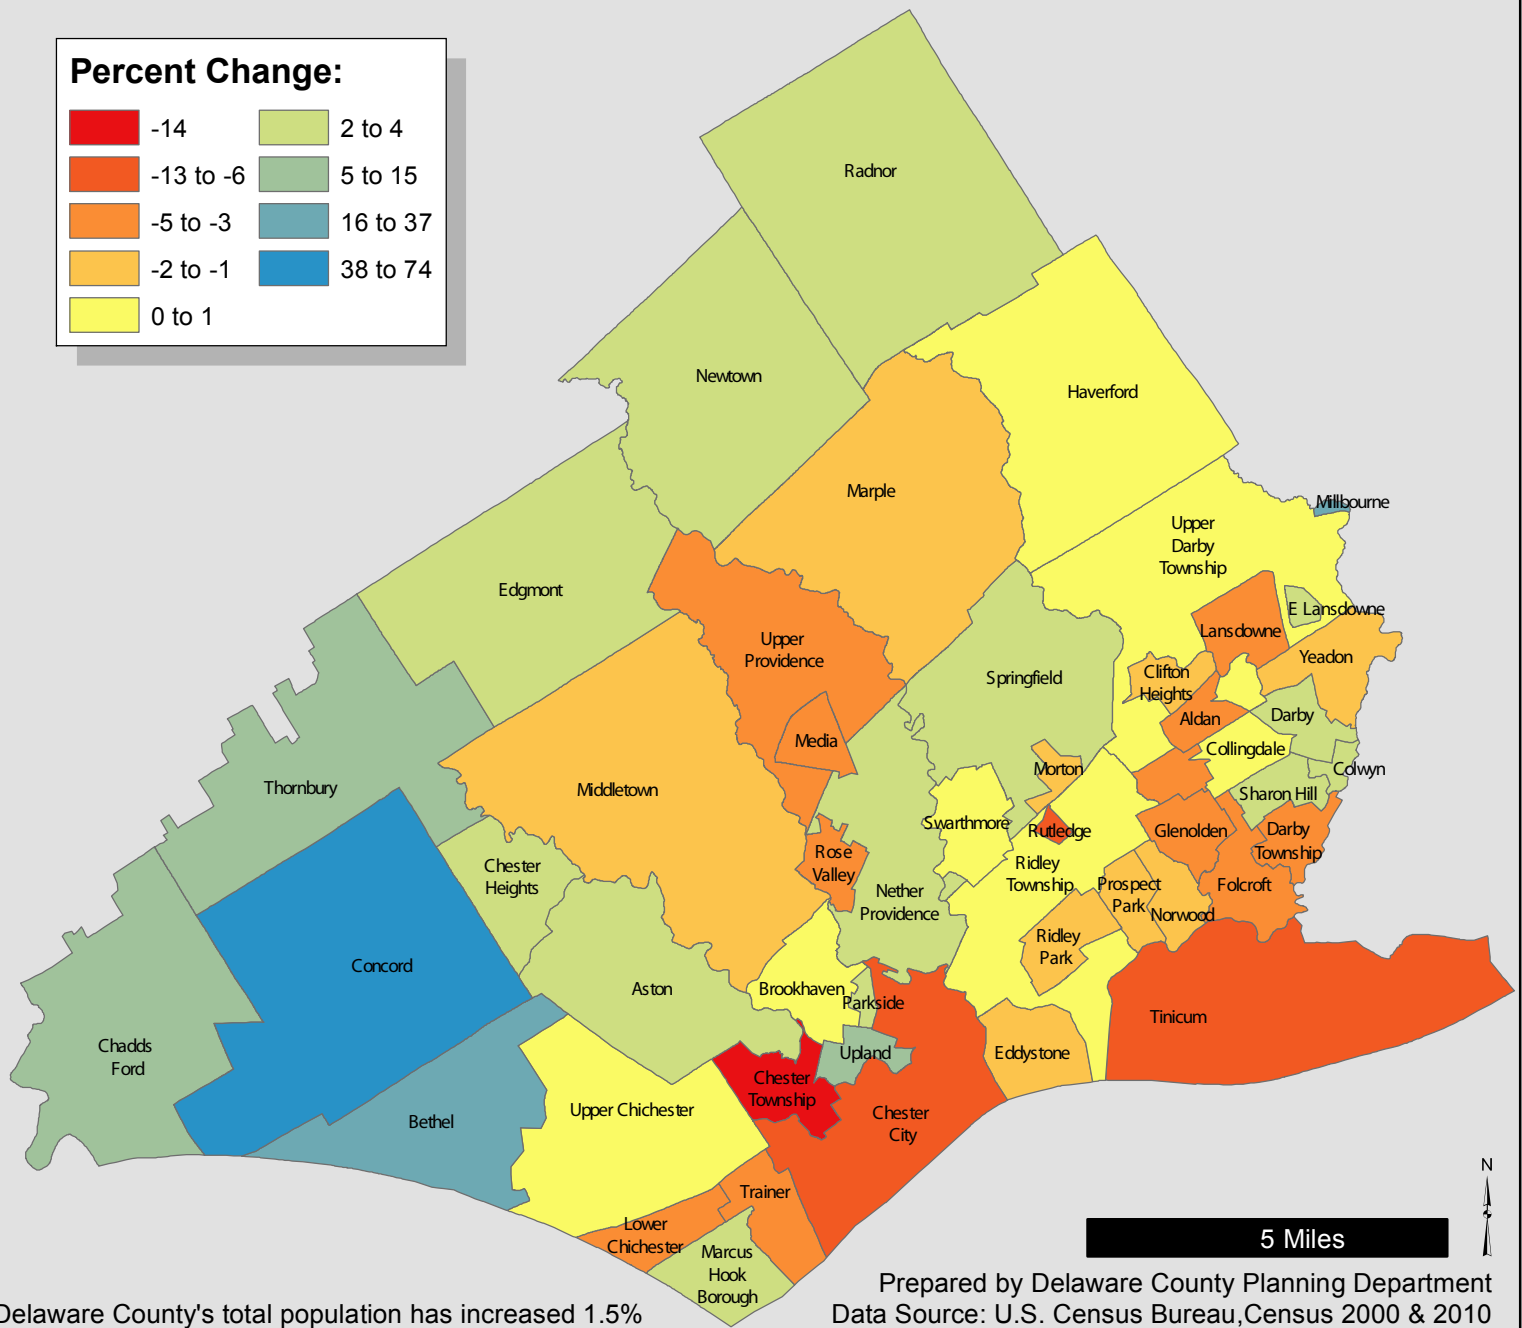 Percent Change:
-14
-13 to -6
-5 to -3
-2 to -1
0 to 1
2 to 4
5 to 15
16 to 37
38 to 74
Radnor
Newtown
Haverford
Marple
Millbourne
Upper
Darby
Township
Edgmont
E Lansdowne
Lansdowne
Upper
Providence
Yeadon
Springfield
Clifton
Heights
Aldan
Darby
Media
Collingdale
Morton
Colwyn
Thornbury
Middletown
Sharon Hill
Swarthmore
Rutledge
Glenolden
Darby
Township
Rose
Valley
Chester
Heights
Ridley
Township
Prospect
Park
Folcroft
Nether
Providence
Norwood
Ridley
Park
Concord
Aston
Brookhaven
Parkside
Tinicum
Chadds
Ford
Upland
Eddystone
Chester
Township
Bethel
Upper Chichester
Chester
City
Trainer
Lower
Chichester
Marcus
Hook
Borough
N
5 Miles
Prepared by Delaware County Planning Department
Delaware County's total population has increased 1.5%
Data Source: U.S. Census Bureau,Census 2000 & 2010